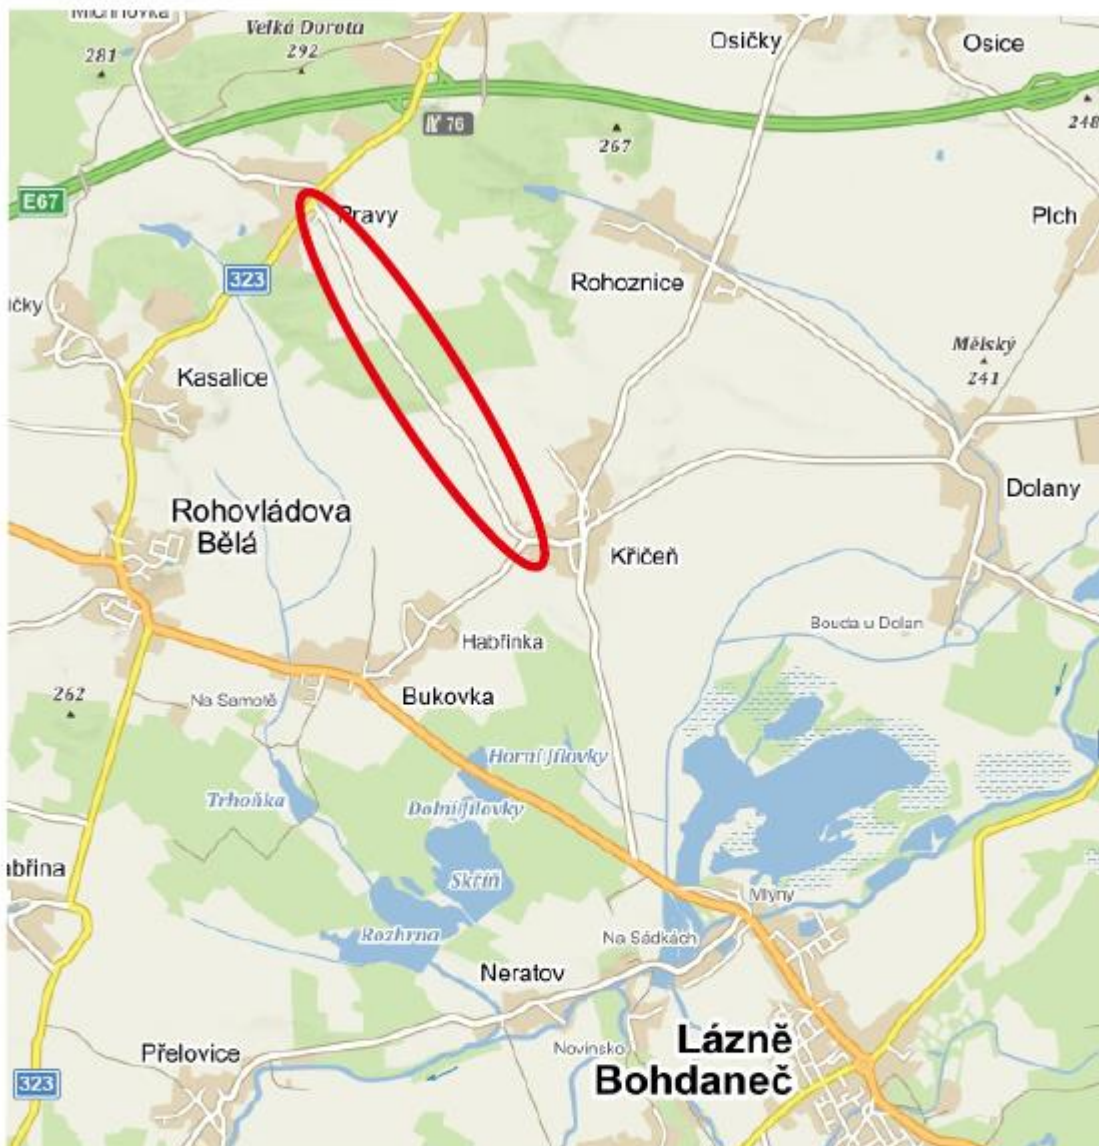 Velká Dorota
292
281
Osičky
Osice
76
267
248
E67
Pravy
Plch
323
Rohoznice
Mělský
241
Kasalice
Rohovládova
Bělá
Dolany
Křičeň
Bouda u Dolan
Habřinka
262
Na Samotě
Bukovka
Horní Jílovky
Trhoňka
Dolní Jílovky
Skříň
Mlýny
Rozhrna
Na Sádkách
Neratov
Lázně
Bohdaneč
Novinsko
Přelovice
323